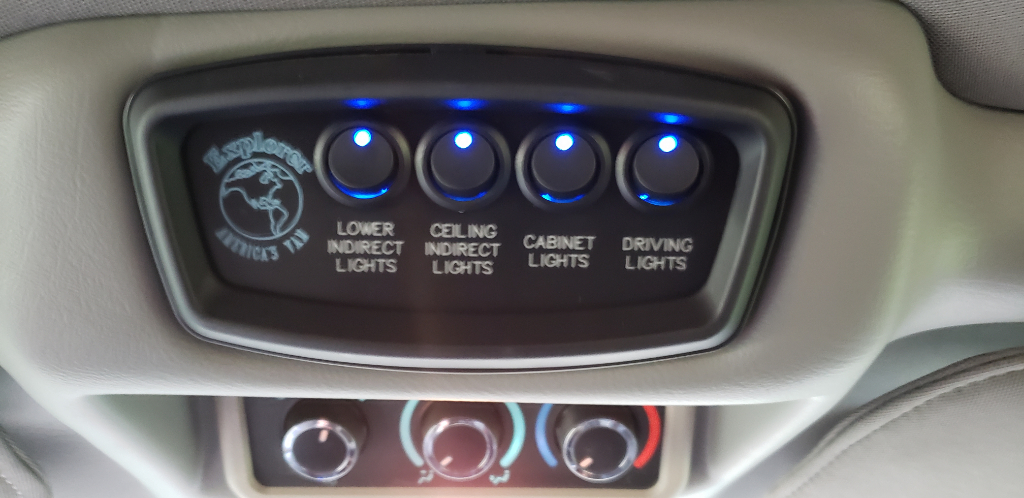 Explorer
AMERICA'S VAN
LOWER
INDIRECT
LIGHTS
CEILING
INDIRECT
LIGHTS
CABINET
LIGHTS
DRIVING
LIGHTS